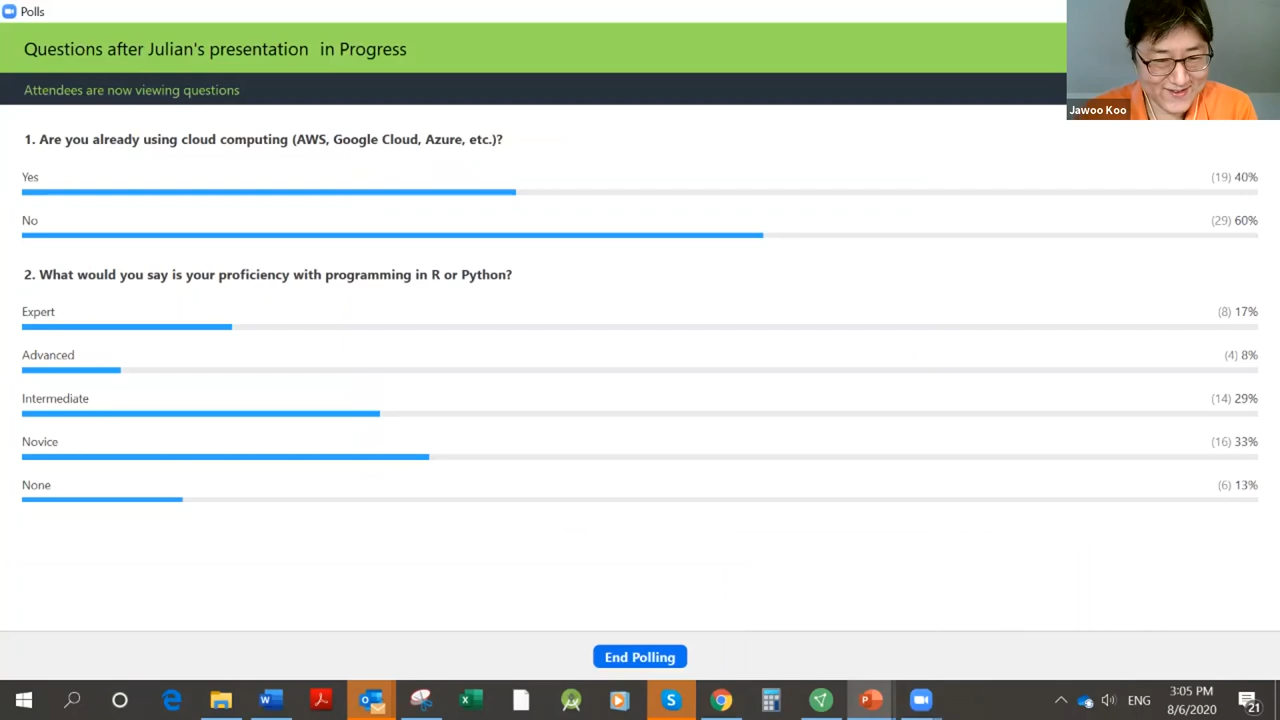 Polls
Questions after Julian's presentation in Progress
Attendees are now viewing questions
Jawoo Koo
1. Are you already using cloud computing (AWS, Google Cloud, Azure, etc.)?
Yes (19) 40%
No (29) 60%
2. What would you say is your proficiency with programming in R or Python?
Expert (8) 17%
Advanced (4) 8%
Intermediate (14) 29%
Novice (16) 33%
None (6) 13%
End Polling
ENG
3:05 PM
8/6/2020
21